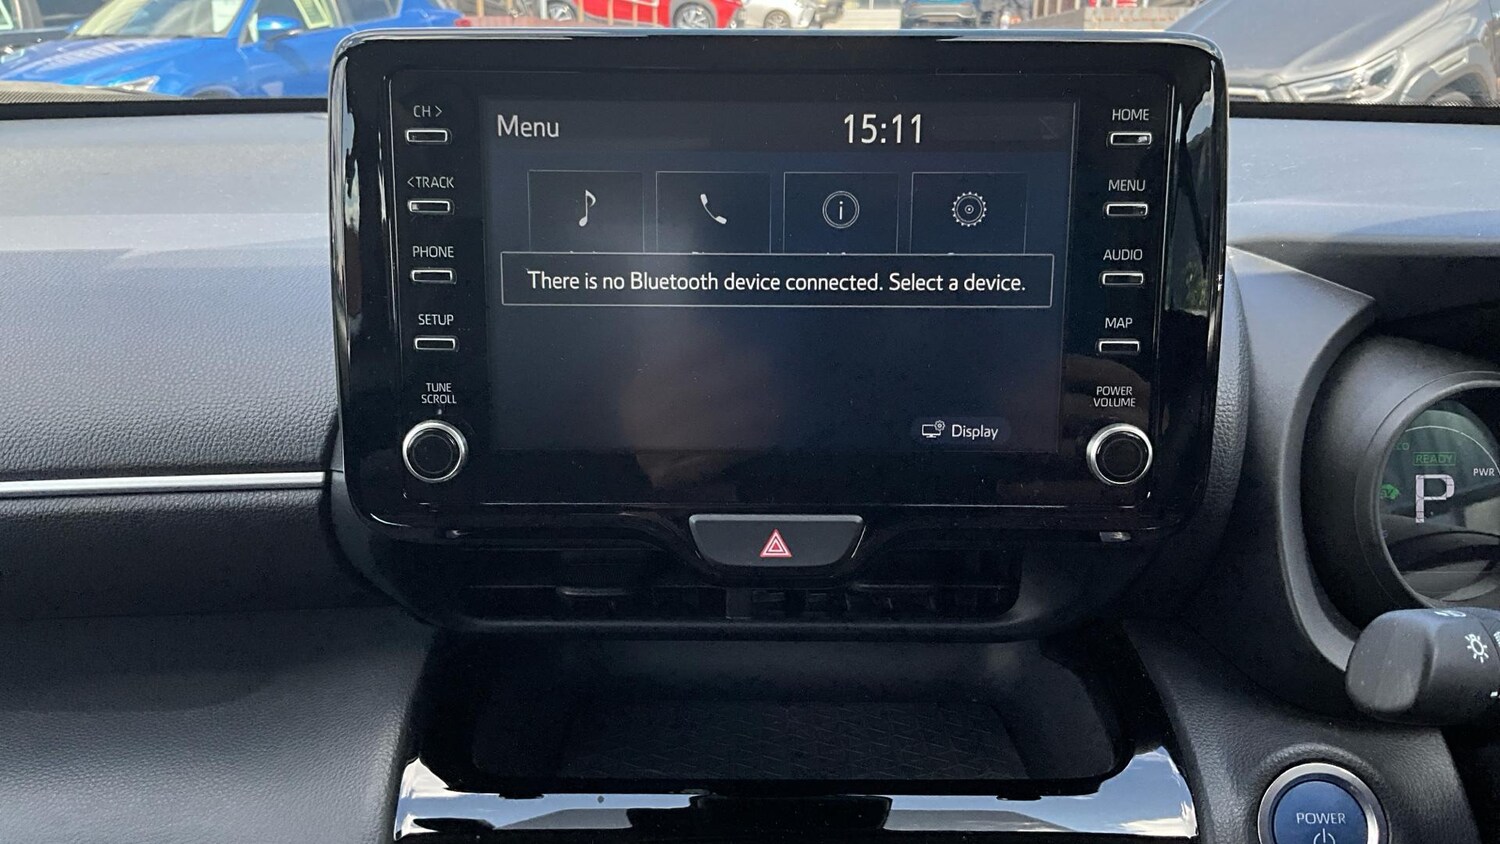 CH >
Menu
15:11
HOME
<TRACK
MENU
PHONE
AUDIO
There is no Bluetooth device connected. Select a device.
SETUP
MAP
TUNE
SCROLL
POWER
VOLUME
Display
READY
PWR
P
EV
POWER